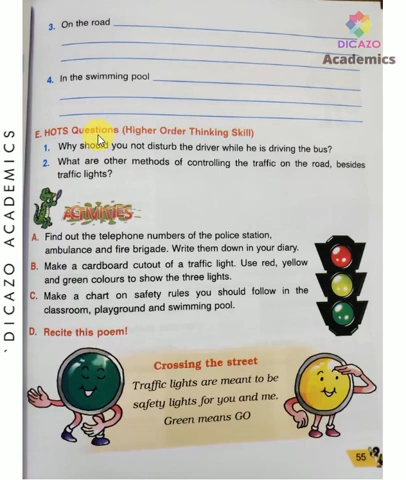 DICAZO
Academics
3. On the road
4. In the swimming pool
E. HOTS Questions (Higher Order Thinking Skill)
1. Why should you not disturb the driver while he is driving the bus?
2. What are other methods of controlling the traffic on the road, besides
traffic lights?
ACTIVITIES
A. Find out the telephone numbers of the police station,
ambulance and fire brigade. Write them down in your diary.
B. Make a cardboard cutout of a traffic light. Use red, yellow
and green colours to show the three lights.
C. Make a chart on safety rules you should follow in the
classroom, playground and swimming pool.
D. Recite this poem!
Crossing the street
Traffic lights are meant to be
safety lights for you and me.
Green means GO
55
'DICAZO ACADEMICS